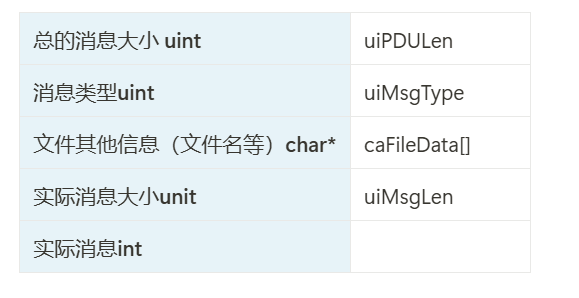 总的消息大小 uint uiPDULen
消息类型uint uiMsgType
文件其他信息（文件名等）char* caFileData[]
实际消息大小unit uiMsgLen
实际消息int